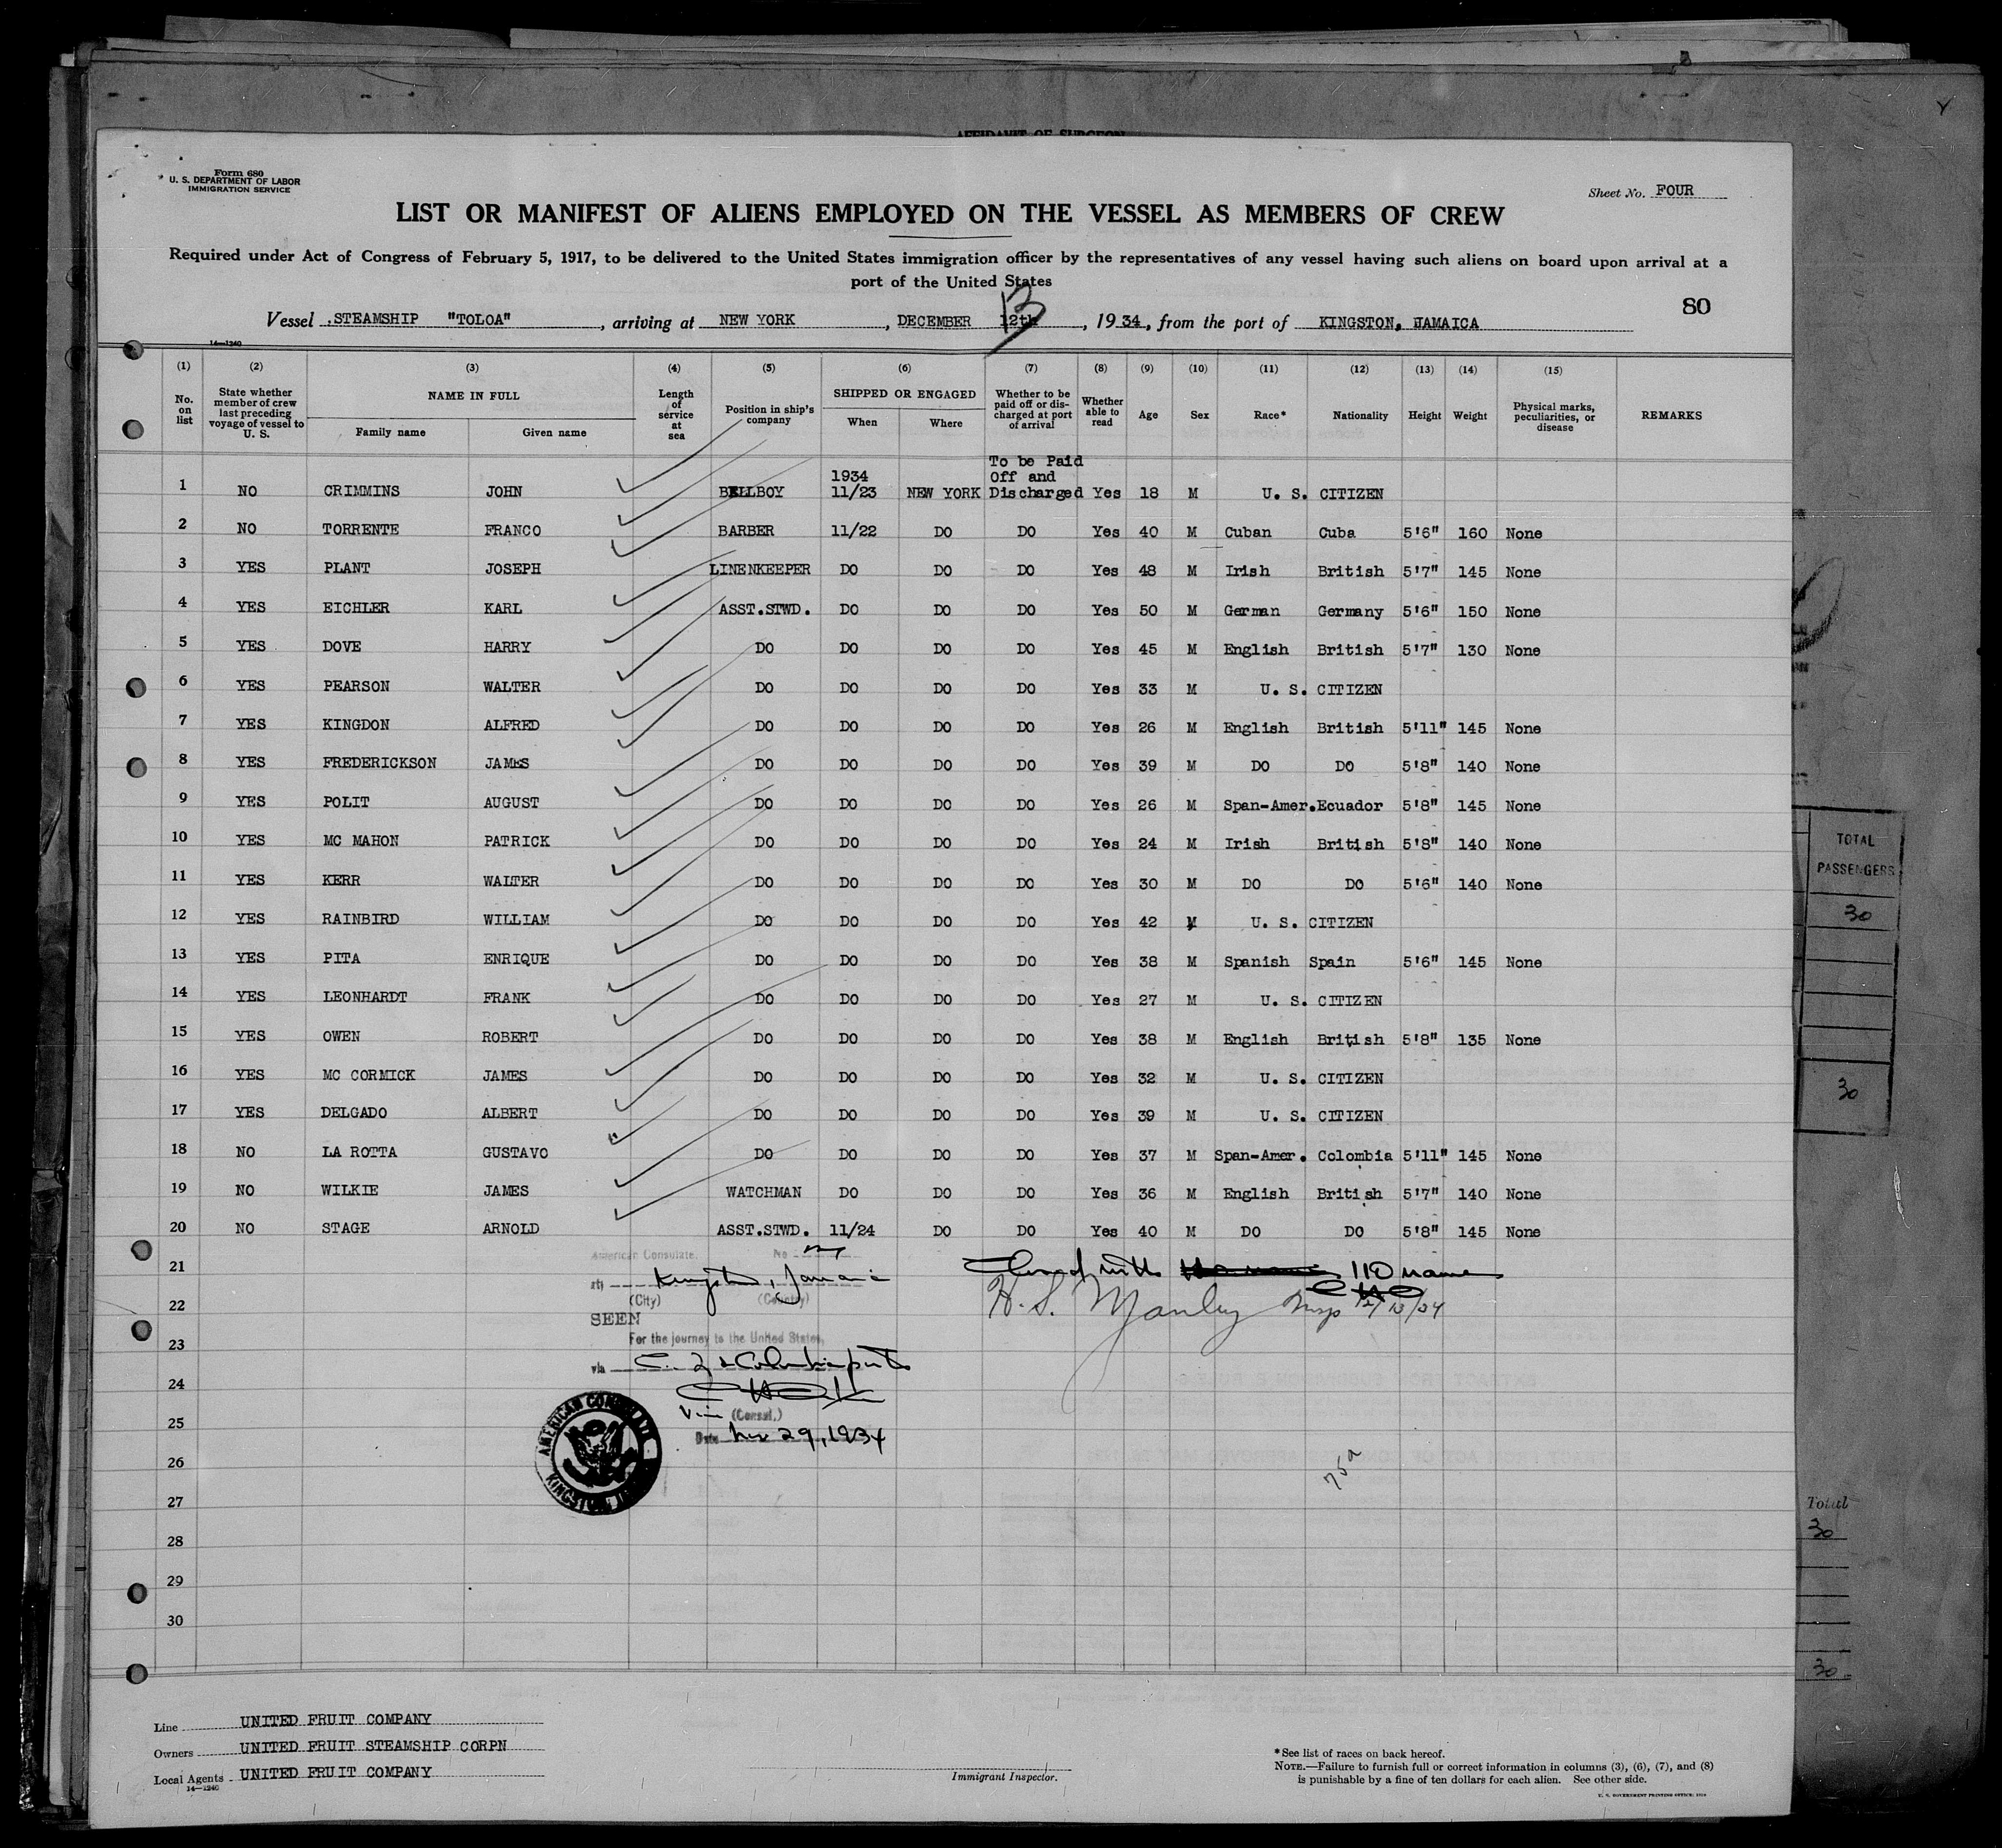 AFFIDAVIT OF SURGEON
Form 680
U. S. DEPARTMENT OF LABOR
IMMIGRATION SERVICE
Sheet No. FOUR
LIST OR MANIFEST OF ALIENS EMPLOYED ON THE VESSEL AS MEMBERS OF CREW
Required under Act of Congress of February 5, 1917, to be delivered to the United States immigration officer by the representatives of any vessel having such aliens on board upon arrival at a
port of the United States
80
13
Vessel STEAMSHIP "TOLOA", arriving at NEW YORK, DECEMBER 12th, 1934, from the port of KINGSTON, JAMAICA
14—1240
(1) (2) (3) (4) (5) (6) (7) (8) (9) (10) (11) (12) (13) (14) (15)
No. on list State whether member of crew last preceding voyage of vessel to U. S. NAME IN FULL Family name Given name Length of service at sea Position in ship's company SHIPPED OR ENGAGED When Where Whether to be paid off or discharged at port of arrival Whether able to read Age Sex Race* Nationality Height Weight Physical marks, peculiarities, or disease REMARKS
1 NO CRIMMINS JOHN BELLBOY 1934 11/23 NEW YORK To be Paid Off and Discharged Yes 18 M U. S. CITIZEN
2 NO TORRENTE FRANCO BARBER 11/22 DO DO Yes 40 M Cuban Cuba 5'6" 160 None
3 YES PLANT JOSEPH LINENKEEPER DO DO DO Yes 48 M Irish British 5'7" 145 None
4 YES EICHLER KARL ASST.STWD. DO DO DO Yes 50 M German Germany 5'6" 150 None
5 YES DOVE HARRY DO DO DO DO Yes 45 M English British 5'7" 130 None
6 YES PEARSON WALTER DO DO DO DO Yes 33 M U. S. CITIZEN
7 YES KINGDON ALFRED DO DO DO DO Yes 26 M English British 5'11" 145 None
8 YES FREDERICKSON JAMES DO DO DO DO Yes 39 M DO DO 5'8" 140 None
9 YES POLIT AUGUST DO DO DO DO Yes 26 M Span-Amer. Ecuador 5'8" 145 None
10 YES MC MAHON PATRICK DO DO DO DO Yes 24 M Irish British 5'8" 140 None
11 YES KERR WALTER DO DO DO DO Yes 30 M DO DO 5'6" 140 None
12 YES RAINBIRD WILLIAM DO DO DO DO Yes 42 M U. S. CITIZEN
13 YES PITA ENRIQUE DO DO DO DO Yes 38 M Spanish Spain 5'6" 145 None
14 YES LEONHARDT FRANK DO DO DO DO Yes 27 M U. S. CITIZEN
15 YES OWEN ROBERT DO DO DO DO Yes 38 M English British 5'8" 135 None
16 YES MC CORMICK JAMES DO DO DO DO Yes 32 M U. S. CITIZEN
17 YES DELGADO ALBERT DO DO DO DO Yes 39 M U. S. CITIZEN
18 NO LA ROTTA GUSTAVO DO DO DO DO Yes 37 M Span-Amer. Colombia 5'11" 145 None
19 NO WILKIE JAMES WATCHMAN DO DO DO Yes 36 M English British 5'7" 140 None
20 NO STAGE ARNOLD ASST.STWD. 11/24 DO DO Yes 40 M DO DO 5'8" 145 None
21
22
23
24
25
26
27
28
29
30
American Consulate. No
at Kingston, Jamaica
(City) (Country)
SEEN
For the journey to the United States,
via
Vice (Consul.)
Date Nov 29, 1934
AMERICAN CONSULATE
KINGSTON
Closed with 110 names
H. S. Manley Insp 12/13/34
TOTAL
PASSENGERS
30
30
Total
30
30
Line UNITED FRUIT COMPANY
Owners UNITED FRUIT STEAMSHIP CORPN
Local Agents UNITED FRUIT COMPANY
14—1240
Immigrant Inspector.
*See list of races on back hereof.
NOTE.—Failure to furnish full or correct information in columns (3), (6), (7), and (8)
is punishable by a fine of ten dollars for each alien. See other side.